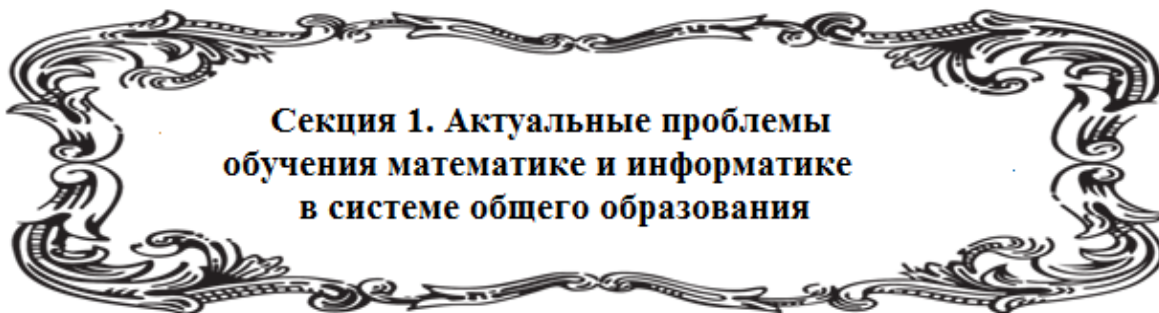 Секция 1. Актуальные проблемы
обучения математике и информатике
в системе общего образования